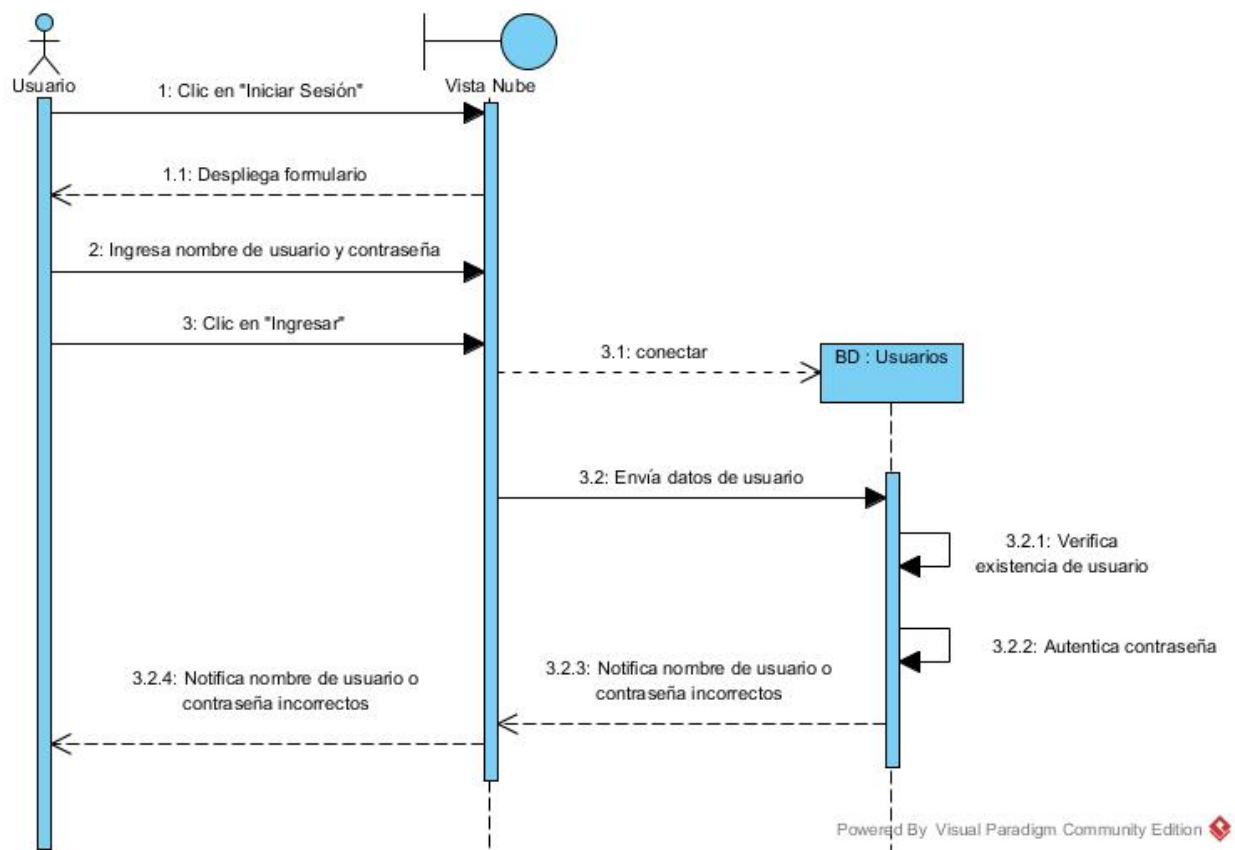 Usuario
Vista Nube
1: Clic en "Iniciar Sesión"
1.1: Despliega formulario
2: Ingresa nombre de usuario y contraseña
3: Clic en "Ingresar"
3.1: conectar
BD : Usuarios
3.2: Envía datos de usuario
3.2.1: Verifica
existencia de usuario
3.2.2: Autentica contraseña
3.2.3: Notifica nombre de usuario o
contraseña incorrectos
3.2.4: Notifica nombre de usuario o
contraseña incorrectos
Powered By Visual Paradigm Community Edition